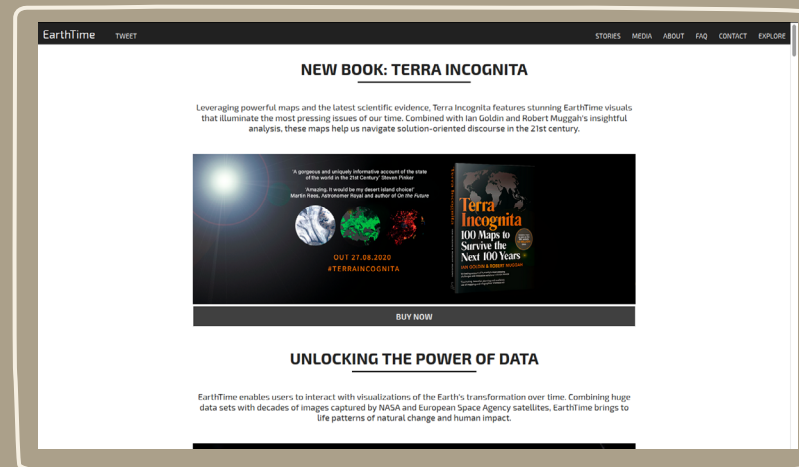 EarthTime TWEET STORIES MEDIA ABOUT FAQ CONTACT EXPLORE
NEW BOOK: TERRA INCOGNITA
Leveraging powerful maps and the latest scientific evidence, Terra Incognita features stunning EarthTime visuals
that illuminate the most pressing issues of our time. Combined with Ian Goldin and Robert Muggah's insightful
analysis, these maps help us navigate solution-oriented discourse in the 21st century.
'A gorgeous and uniquely informative account of the state
of the world in the 21st Century' Steven Pinker
'Amazing. It would be my desert island choice!'
Martin Rees, Astronomer Royal and author of On the Future
OUT 27.08.2020
#TERRAINCOGNITA
Terra Incognita
Terra
Incognita
100 Maps to
Survive the
Next 100 Years
IAN GOLDIN & ROBERT MUGGAH
BUY NOW
UNLOCKING THE POWER OF DATA
EarthTime enables users to interact with visualizations of the Earth's transformation over time. Combining huge
data sets with decades of images captured by NASA and European Space Agency satellites, EarthTime brings to
life patterns of natural change and human impact.